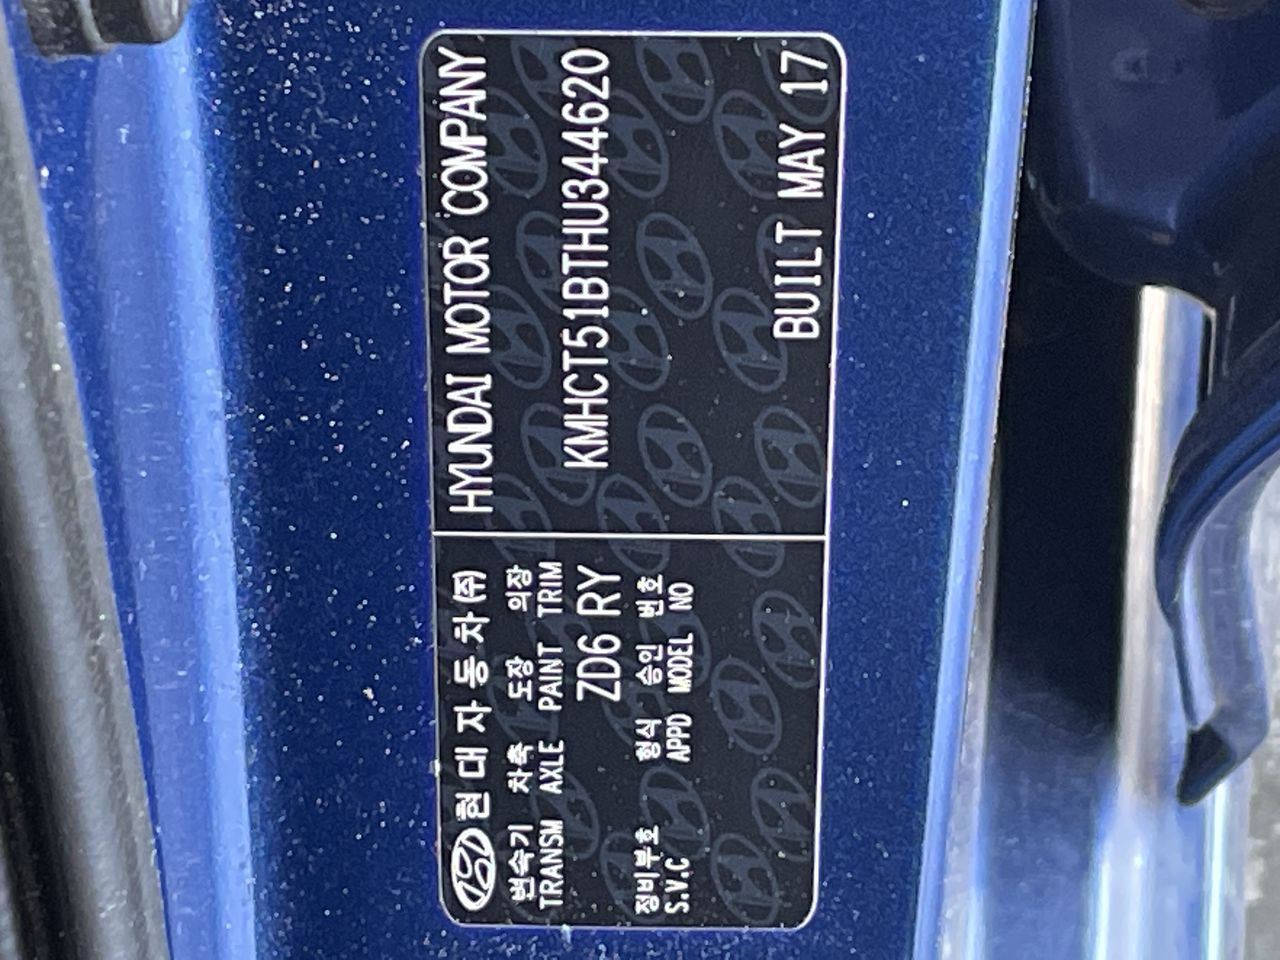 현대자동차(주)
변속기 차축 도장 의장
TRANSM AXLE PAINT TRIM
ZD6 RY
정비부호 형식 승인 번호
S.V.C APPD MODEL NO
HYUNDAI MOTOR COMPANY
KMHCT51BTHU344620
BUILT MAY 17